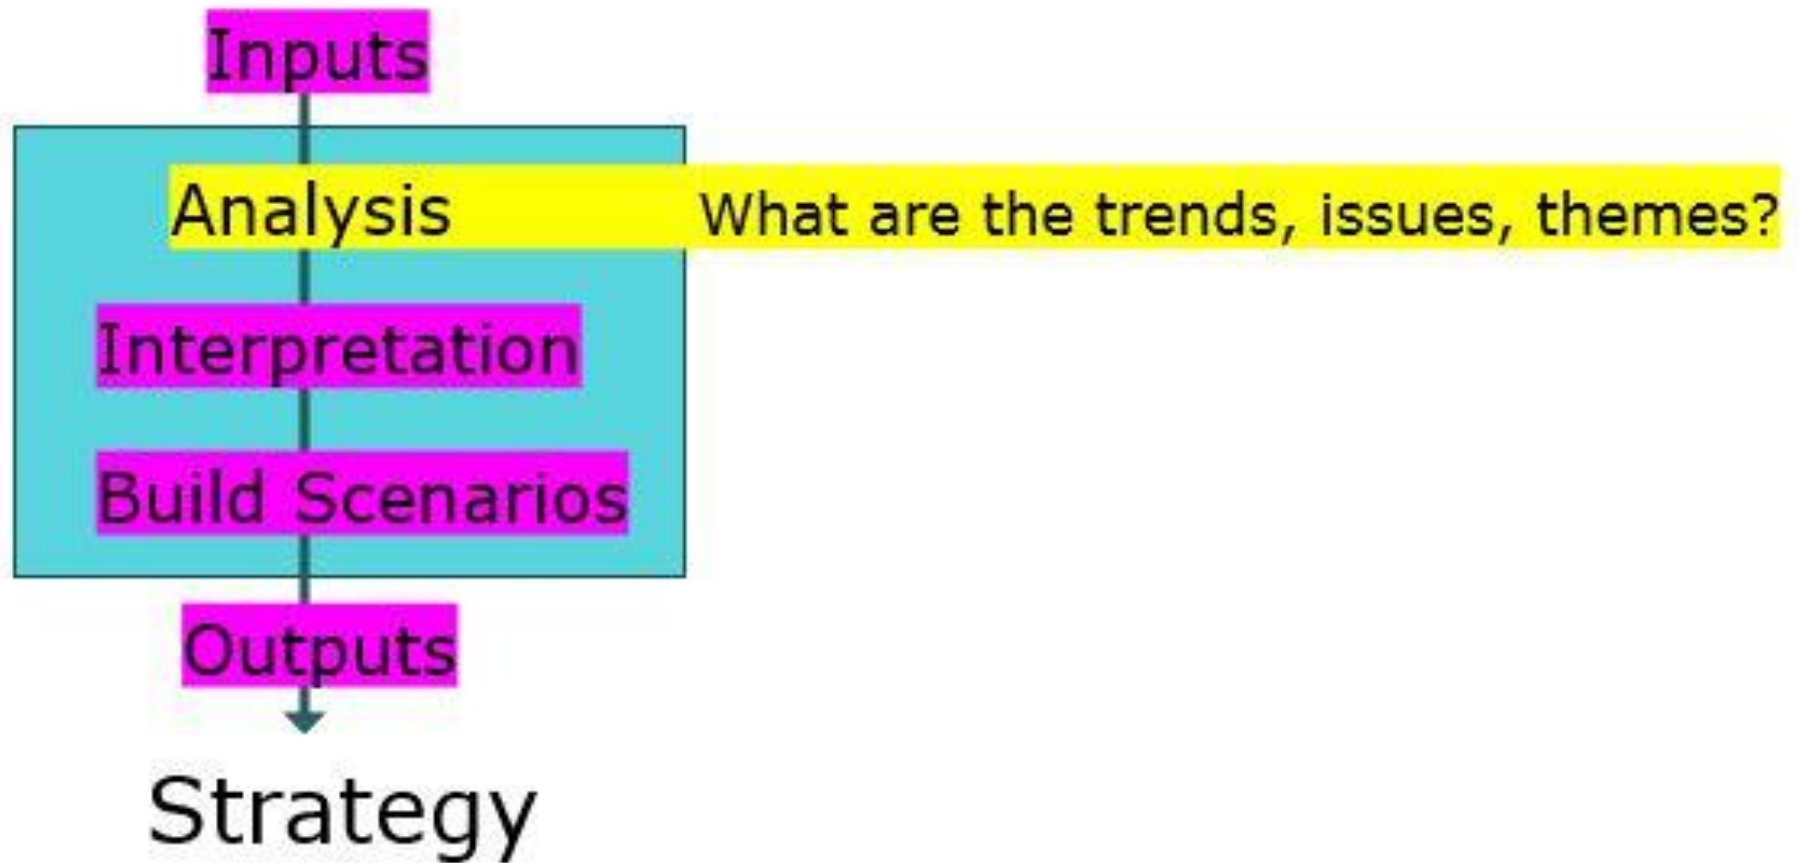 Inputs
Analysis What are the trends, issues, themes?
Interpretation
Build Scenarios
Outputs
Strategy